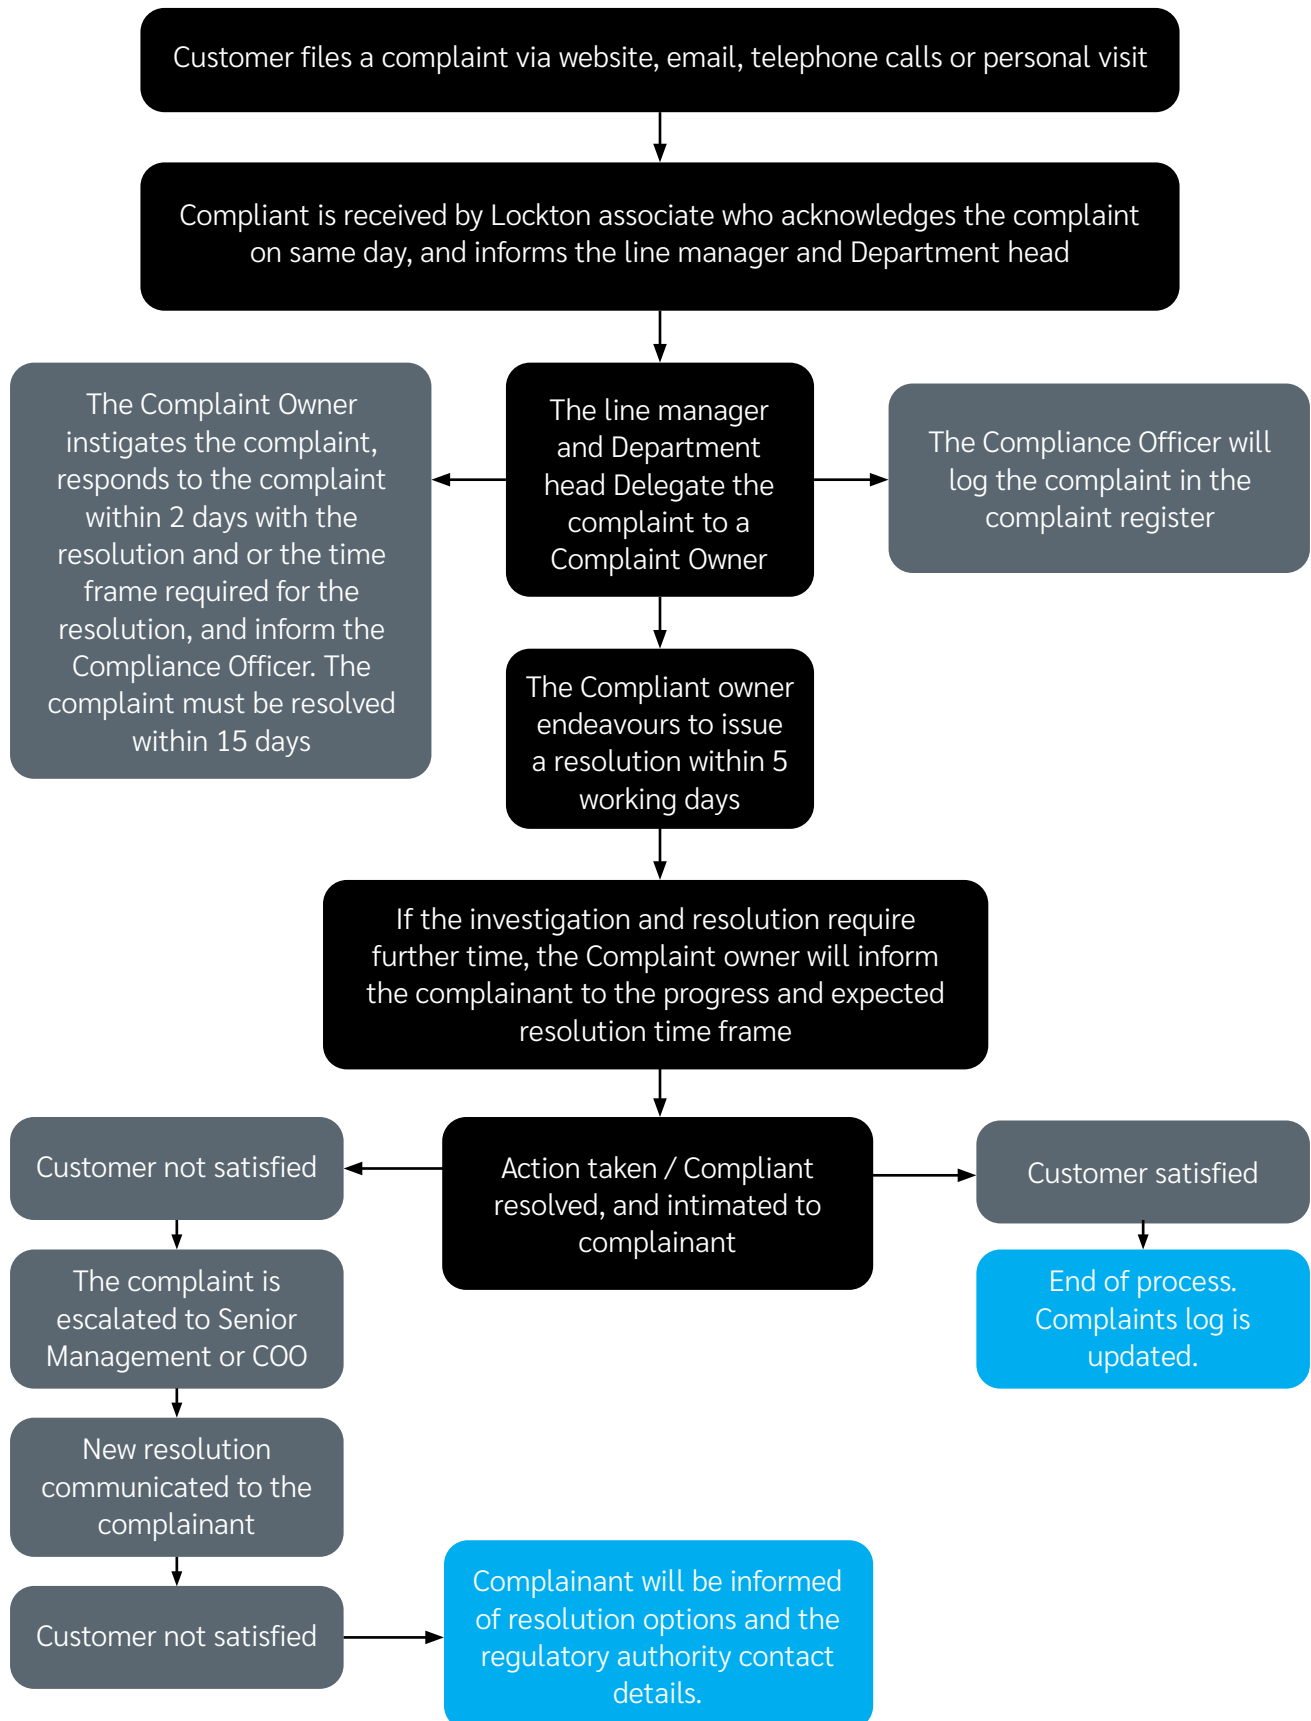 Customer files a complaint via website, email, telephone calls or personal visit
Compliant is received by Lockton associate who acknowledges the complaint
on same day, and informs the line manager and Department head
The Complaint Owner
instigates the complaint,
responds to the complaint
within 2 days with the
resolution and or the time
frame required for the
resolution, and inform the
Compliance Officer. The
complaint must be resolved
within 15 days
The line manager
and Department
head Delegate the
complaint to a
Complaint Owner
The Compliance Officer will
log the complaint in the
complaint register
The Compliant owner
endeavours to issue
a resolution within 5
working days
If the investigation and resolution require
further time, the Complaint owner will inform
the complainant to the progress and expected
resolution time frame
Customer not satisfied
Action taken / Compliant
resolved, and intimated to
complainant
Customer satisfied
The complaint is
escalated to Senior
Management or COO
End of process.
Complaints log is
updated.
New resolution
communicated to the
complainant
Customer not satisfied
Complainant will be informed
of resolution options and the
regulatory authority contact
details.